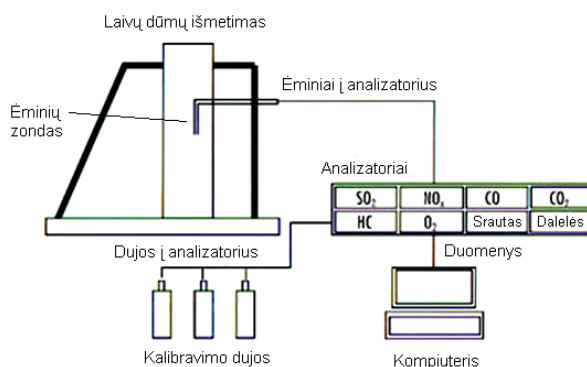 Laivų dūmų išmetimas
Ėminių
zondas
Ėminiai į analizatorius
Analizatoriai
SO₂ NOₓ CO CO₂
HC O₂ Srautas Dalelės
Dujos į analizatorius
Duomenys
Kalibravimo dujos
Kompiuteris